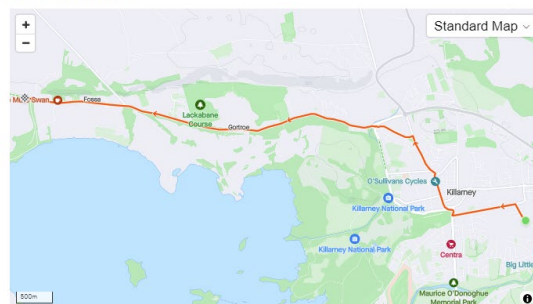 +
−
Standard Map
Swan
Fossa
Lackabane
Course
Gortroe
O'Sullivans Cycles
Killarney
Killarney National Park
Killarney National Park
Centra
Big Little
Maurice O'Donoghue
Memorial Park
500m
i